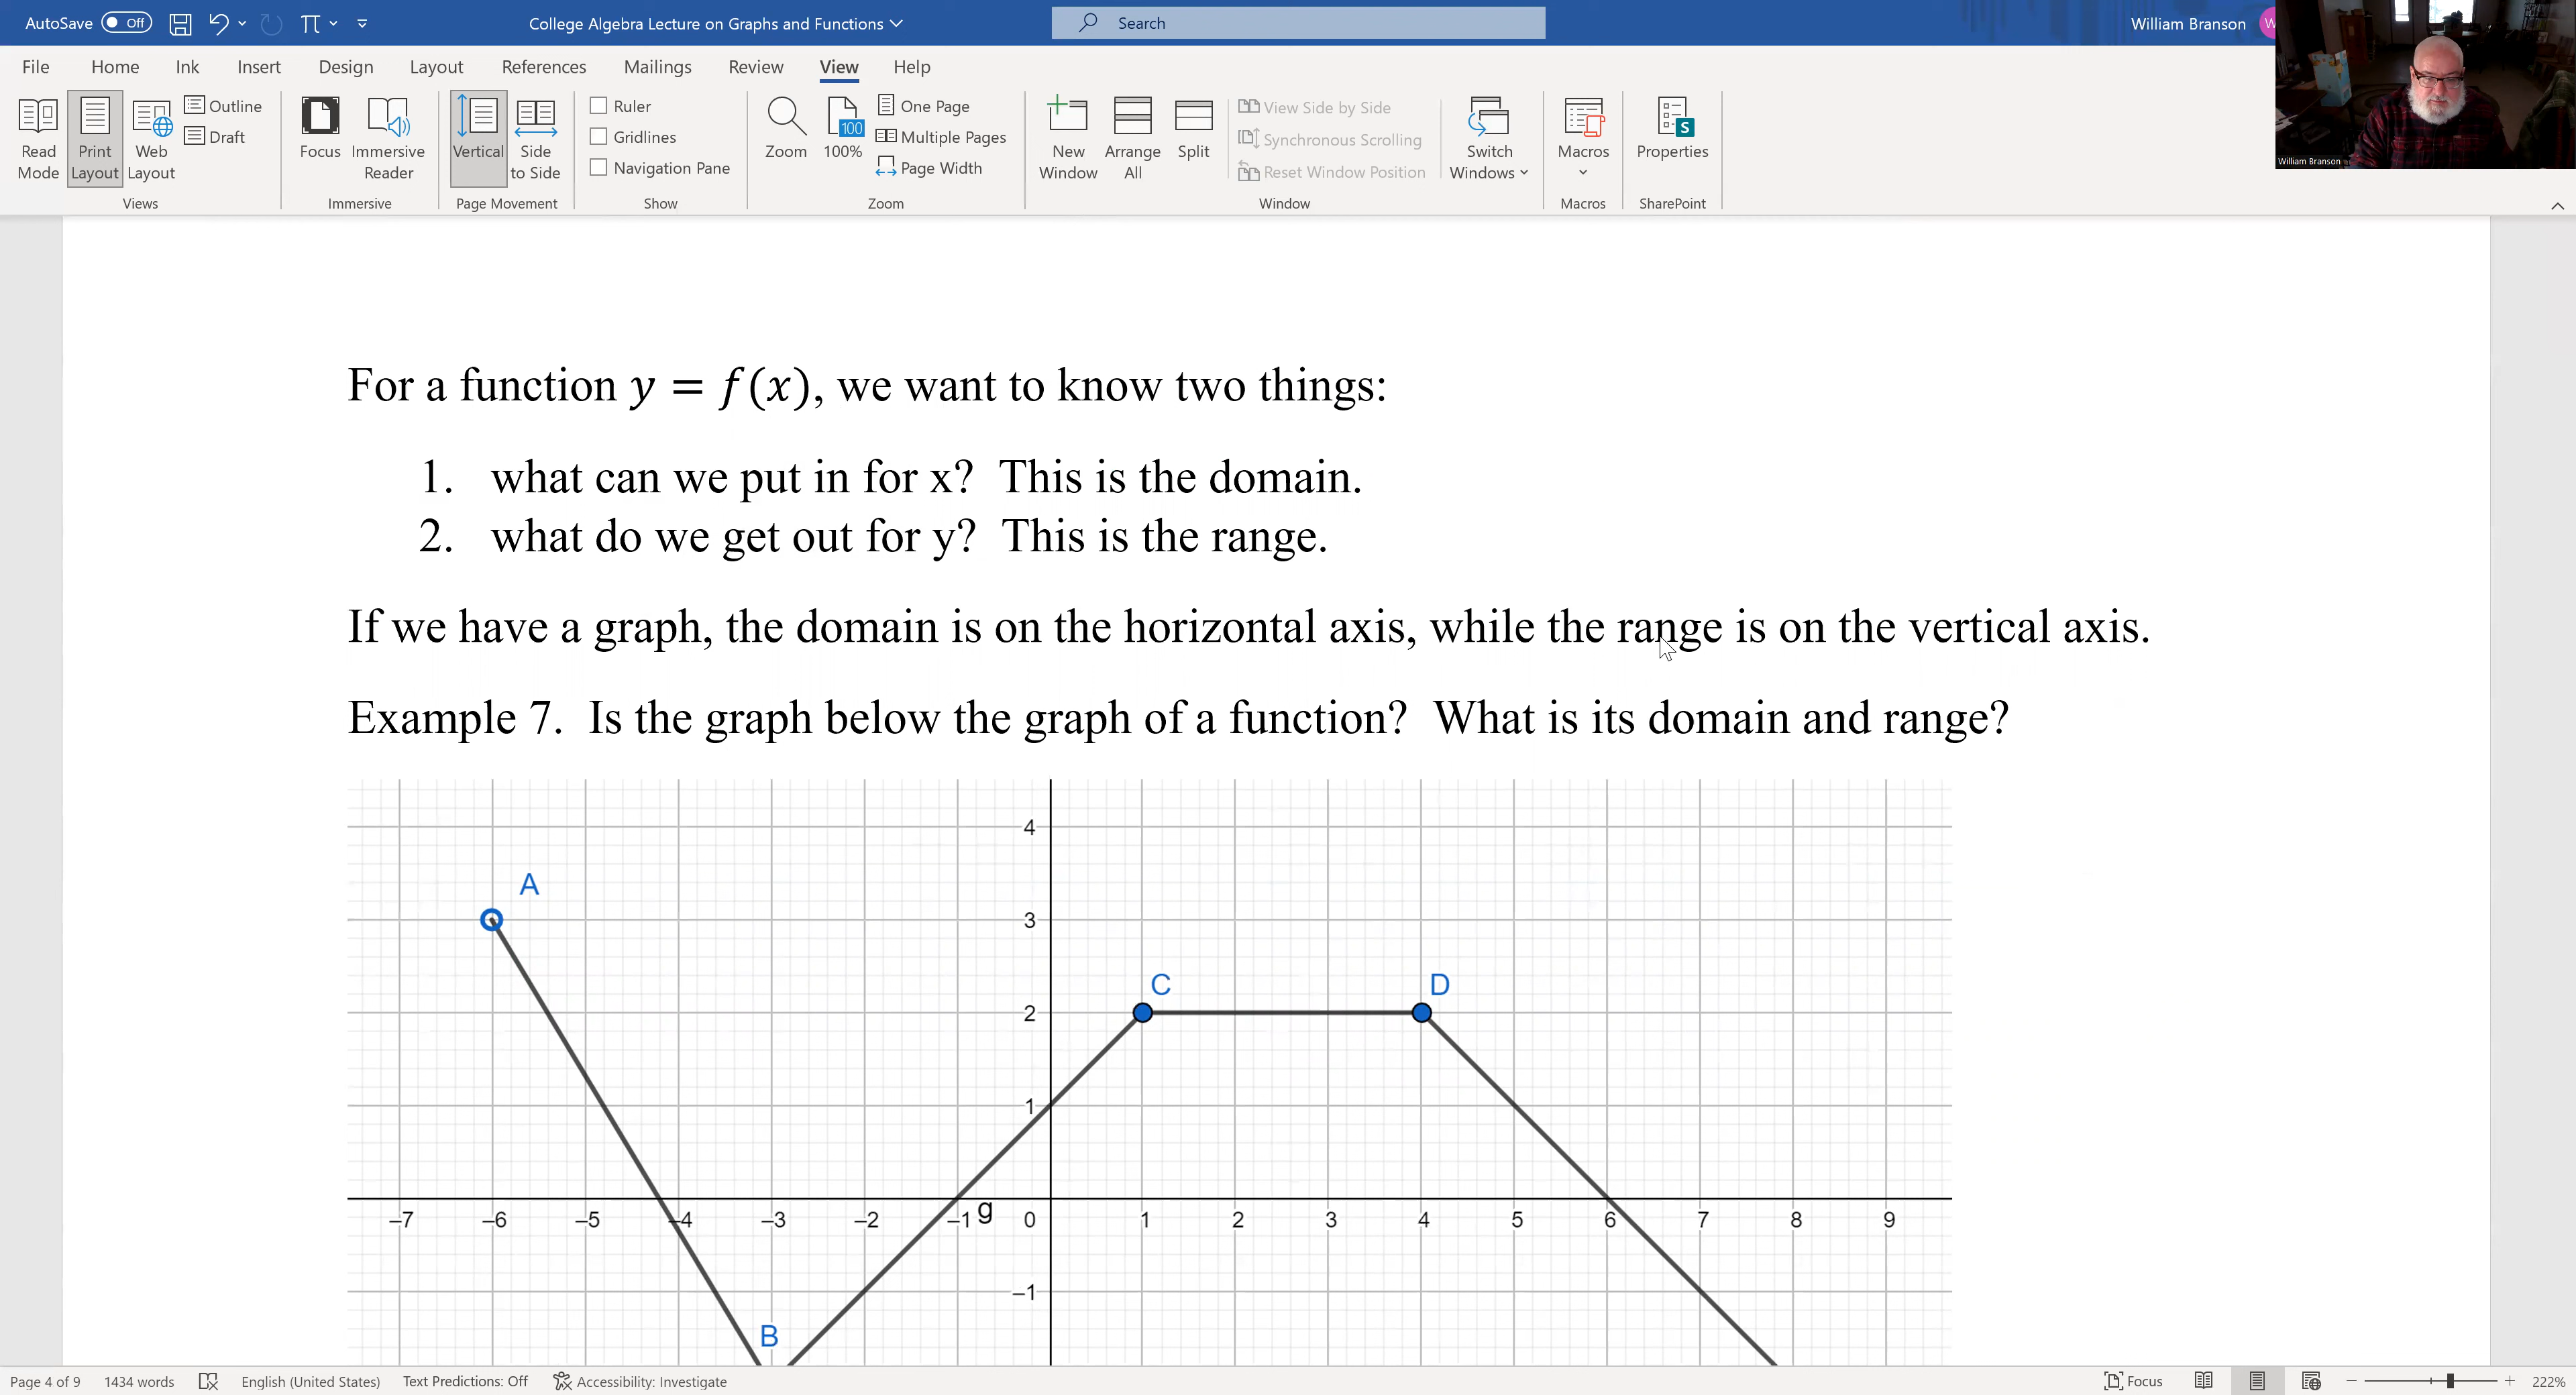 AutoSave Off π College Algebra Lecture on Graphs and Functions Search William Branson W
File Home Ink Insert Design Layout References Mailings Review View Help
Read Mode Print Layout Web Layout Outline Draft Focus Immersive Reader Vertical Side to Side Ruler Gridlines Navigation Pane Zoom 100 100% One Page Multiple Pages Page Width New Window Arrange All Split View Side by Side Synchronous Scrolling Reset Window Position Switch Windows Macros S Properties
William Branson
Views Immersive Page Movement Show Zoom Window Macros SharePoint
For a function y = f(x), we want to know two things:
1. what can we put in for x? This is the domain.
2. what do we get out for y? This is the range.
If we have a graph, the domain is on the horizontal axis, while the range is on the vertical axis.
Example 7. Is the graph below the graph of a function? What is its domain and range?
4
A
3
C D
2
1
–7 –6 –5 –4 –3 –2 –1 g 0 1 2 3 4 5 6 7 8 9
–1
B
Page 4 of 9 1434 words English (United States) Text Predictions: Off Accessibility: Investigate Focus 222%